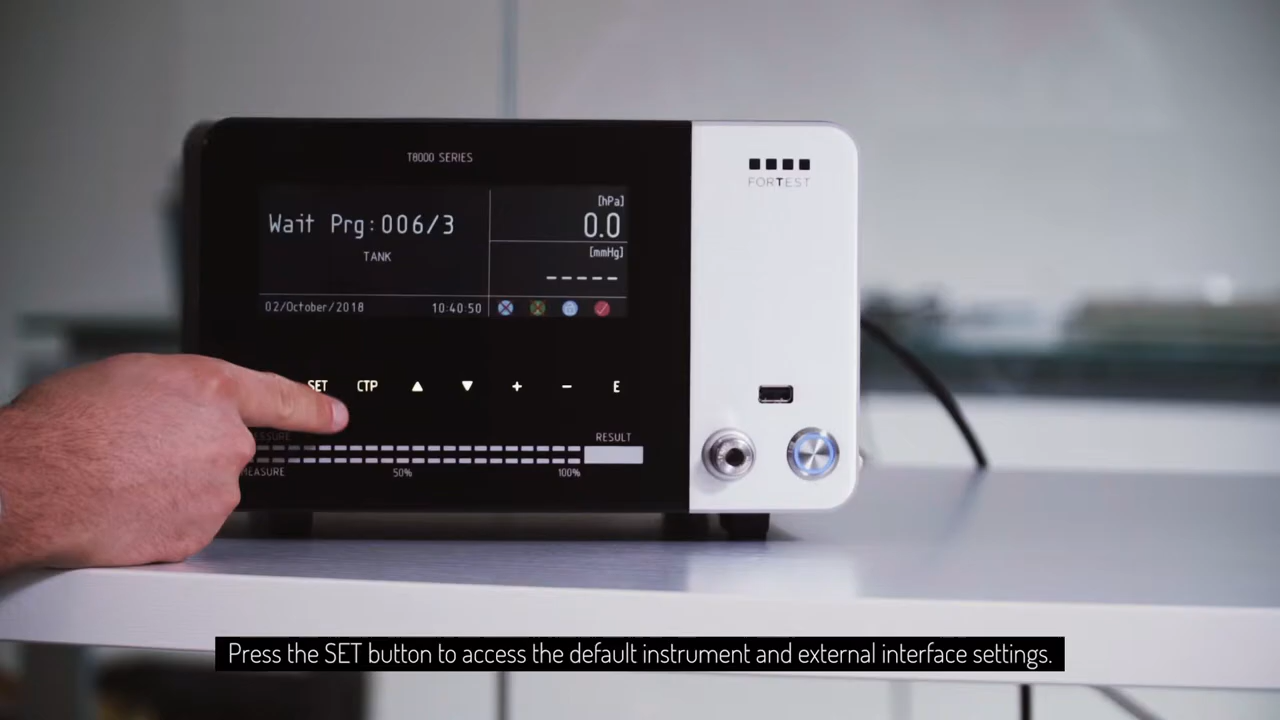 T8000 SERIES
FORTEST
Wait Prg:006/3
TANK
[hPa]
0.0
[mmHg]
-----
02/October/2018 10:40:50
SET CTP ▲ ▼ + − E
RESULT
MEASURE 50% 100%
Press the SET button to access the default instrument and external interface settings.